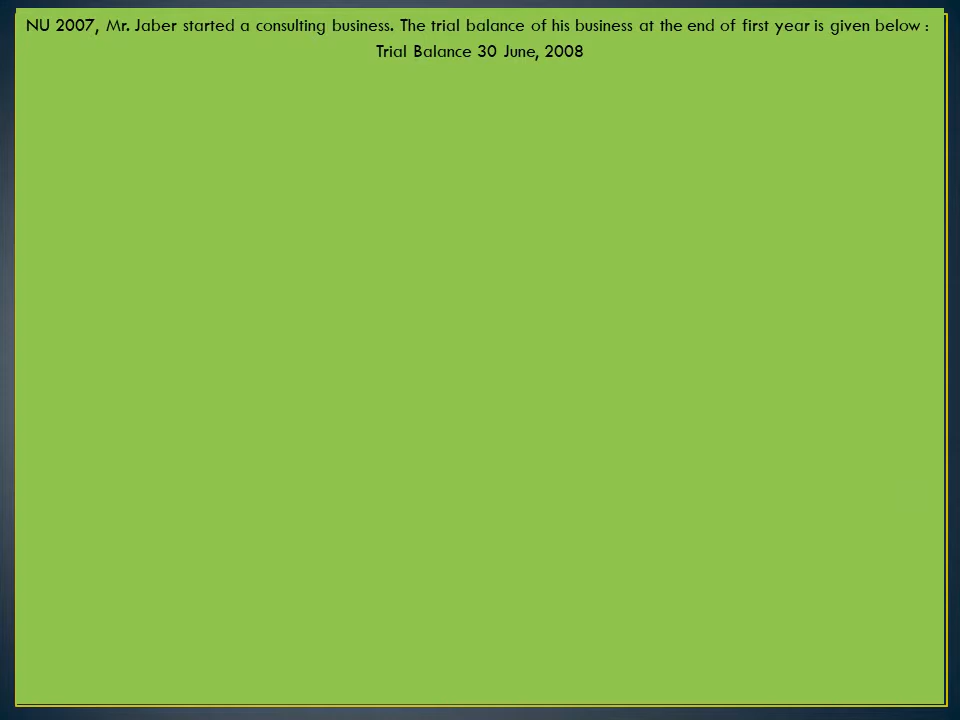 NU 2007, Mr. Jaber started a consulting business. The trial balance of his business at the end of first year is given below :
Trial Balance 30 June, 2008